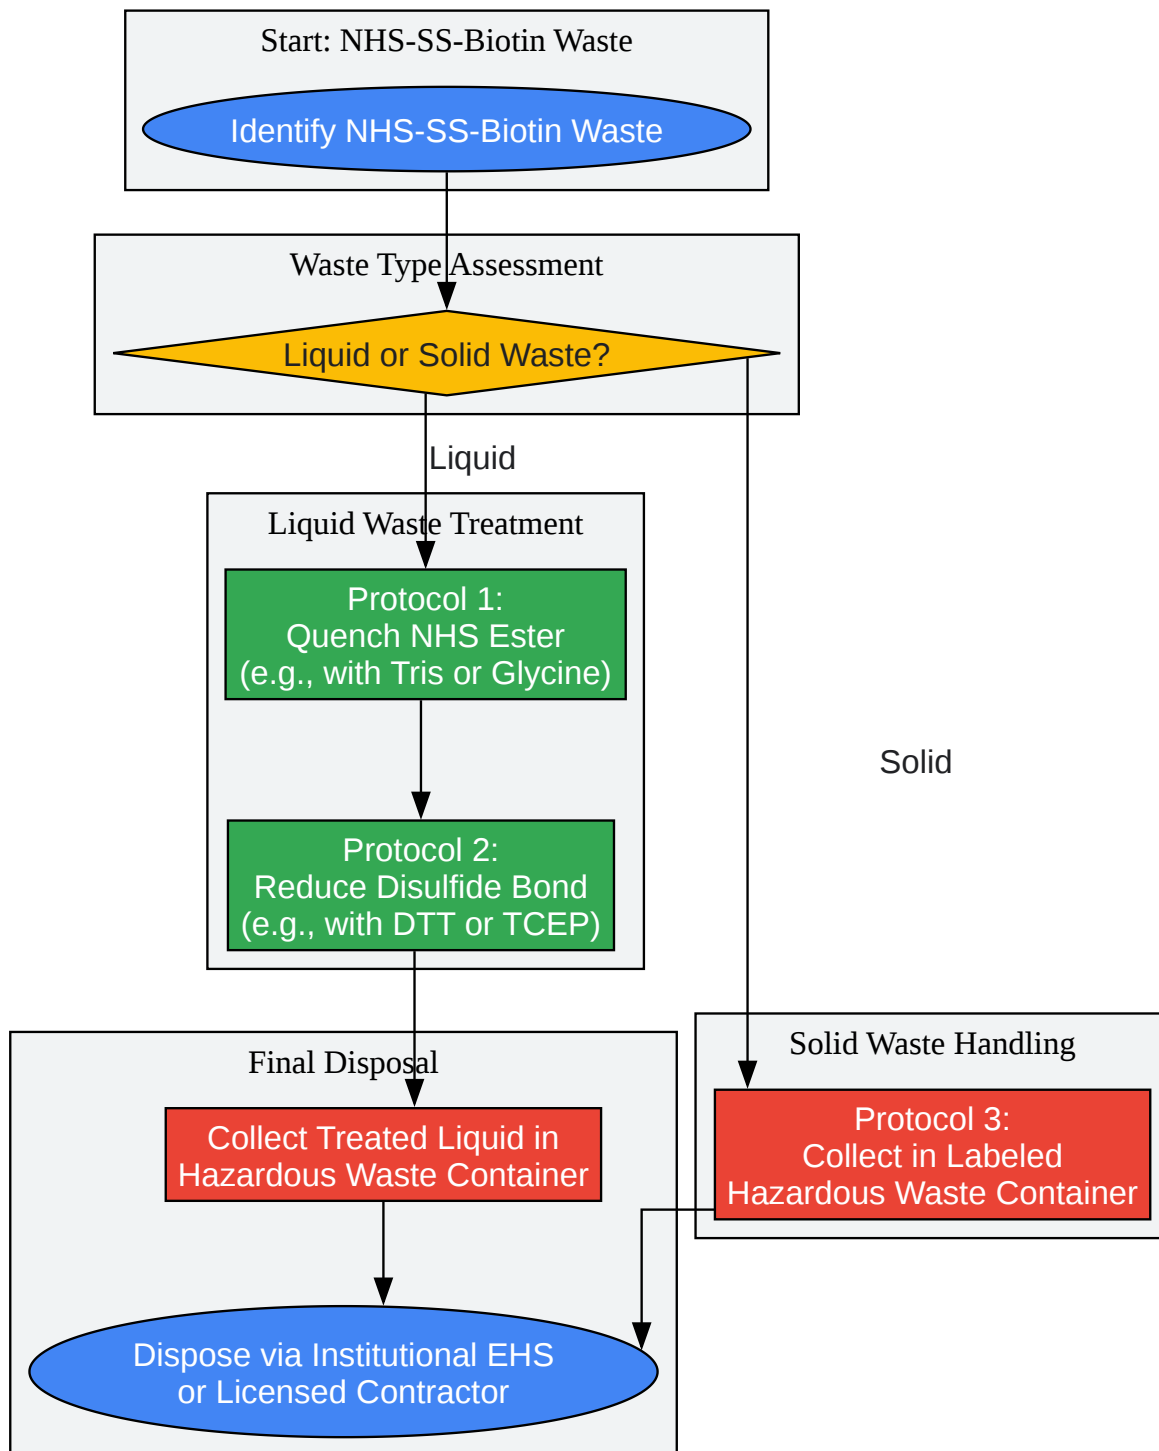 Start: NHS-SS-Biotin Waste
Identify NHS-SS-Biotin Waste
Waste Type Assessment
Liquid or Solid Waste?
Liquid
Liquid Waste Treatment
Protocol 1:
Quench NHS Ester
(e.g., with Tris or Glycine)
Solid
Protocol 2:
Reduce Disulfide Bond
(e.g., with DTT or TCEP)
Solid Waste Handling
Protocol 3:
Collect in Labeled
Hazardous Waste Container
Final Disposal
Collect Treated Liquid in
Hazardous Waste Container
Dispose via Institutional EHS
or Licensed Contractor